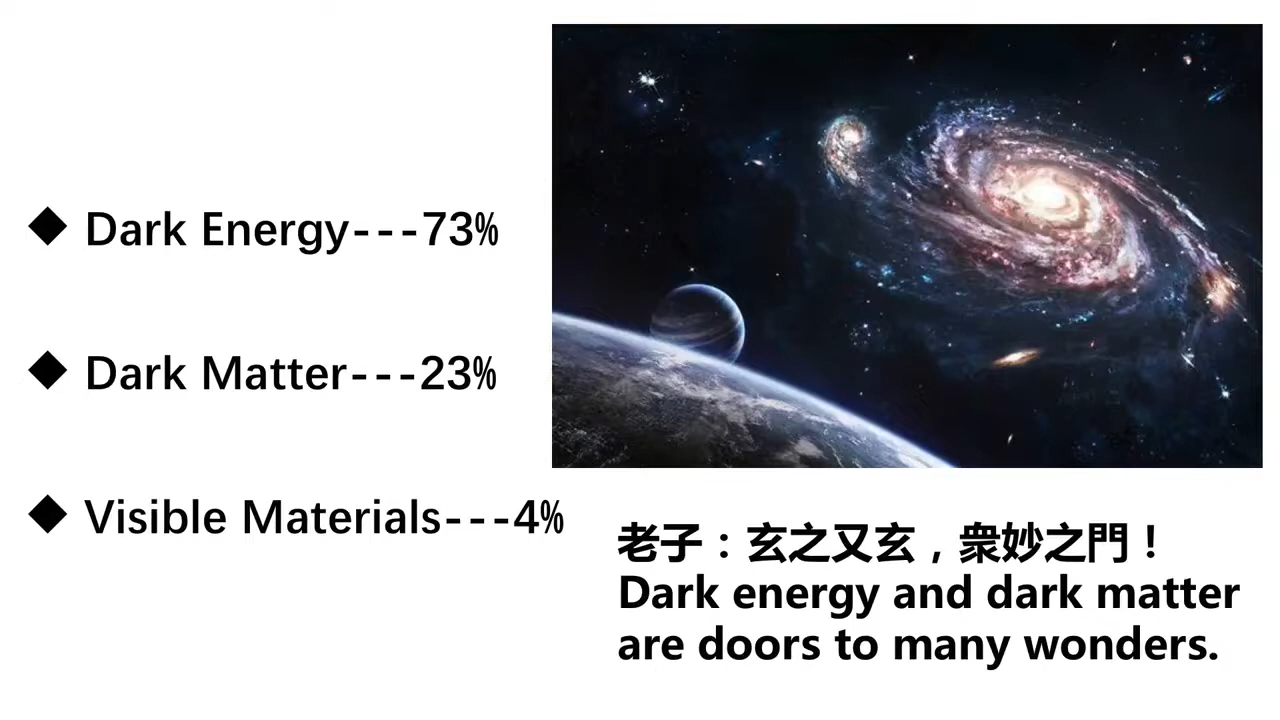 ◆ Dark Energy---73%
◆ Dark Matter---23%
◆ Visible Materials---4%
老子：玄之又玄，衆妙之門！
Dark energy and dark matter
are doors to many wonders.